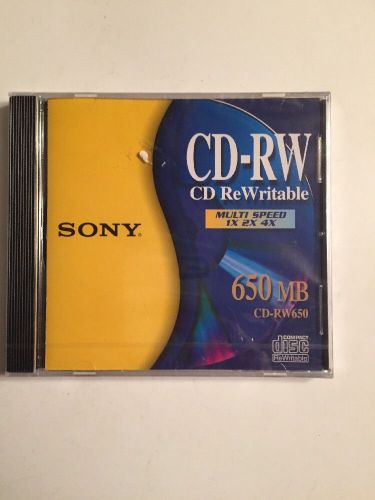 SONY®
CD-RW
CD ReWritable
MULTI SPEED
1X 2X 4X
650 MB
CD-RW650
COMPACT
disc
ReWritable